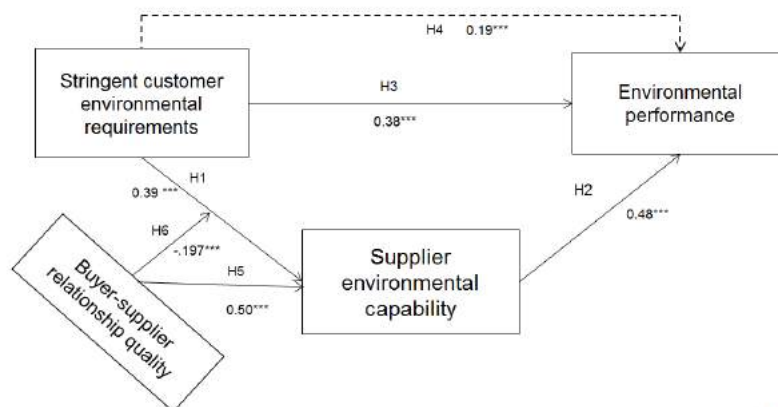 H4 0.19***
Stringent customer
environmental
requirements
H3
0.38***
Environmental
performance
H1
0.39 ***
H2
0.48***
H6
-.197***
H5
0.50***
Buyer-supplier
relationship quality
Supplier
environmental
capability